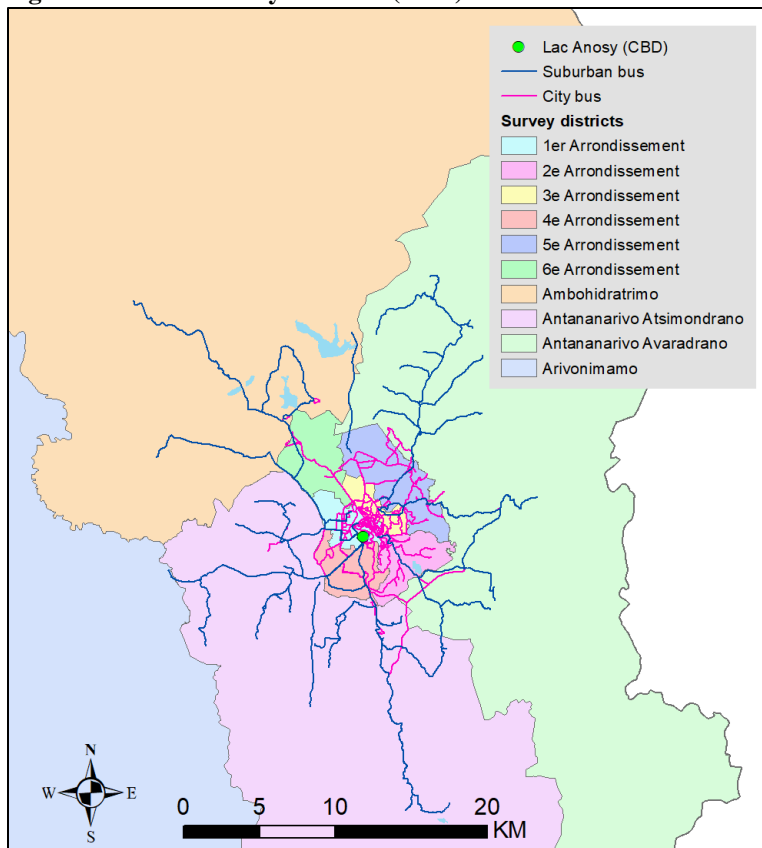 Lac Anosy (CBD)
Suburban bus
City bus
Survey districts
1er Arrondissement
2e Arrondissement
3e Arrondissement
4e Arrondissement
5e Arrondissement
6e Arrondissement
Ambohidratrimo
Antananarivo Atsimondrano
Antananarivo Avaradrano
Arivonimamo
N
W E
S
0 5 10 20
KM